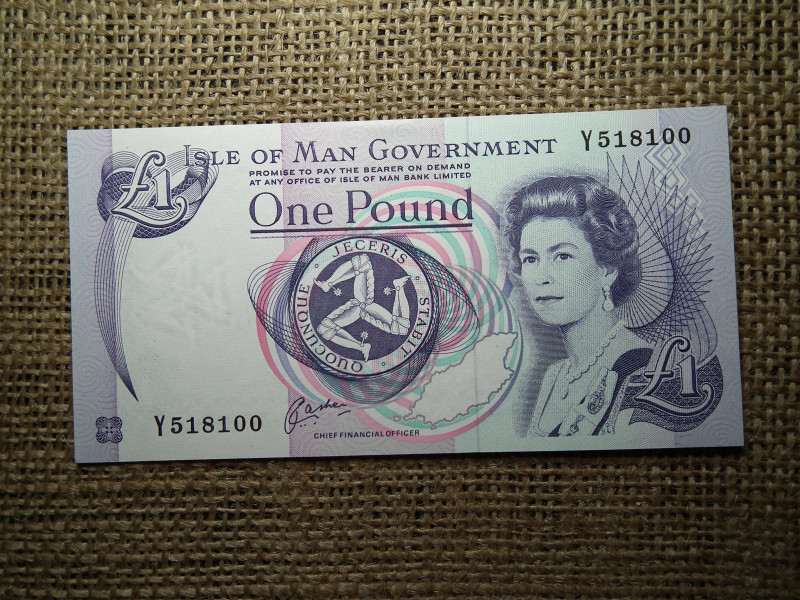 £1
ISLE OF MAN GOVERNMENT
Y518100
PROMISE TO PAY THE BEARER ON DEMAND
AT ANY OFFICE OF ISLE OF MAN BANK LIMITED
One Pound
QUOCUNQUE · JECERIS · STABIT
£1
Y518100
CHIEF FINANCIAL OFFICER